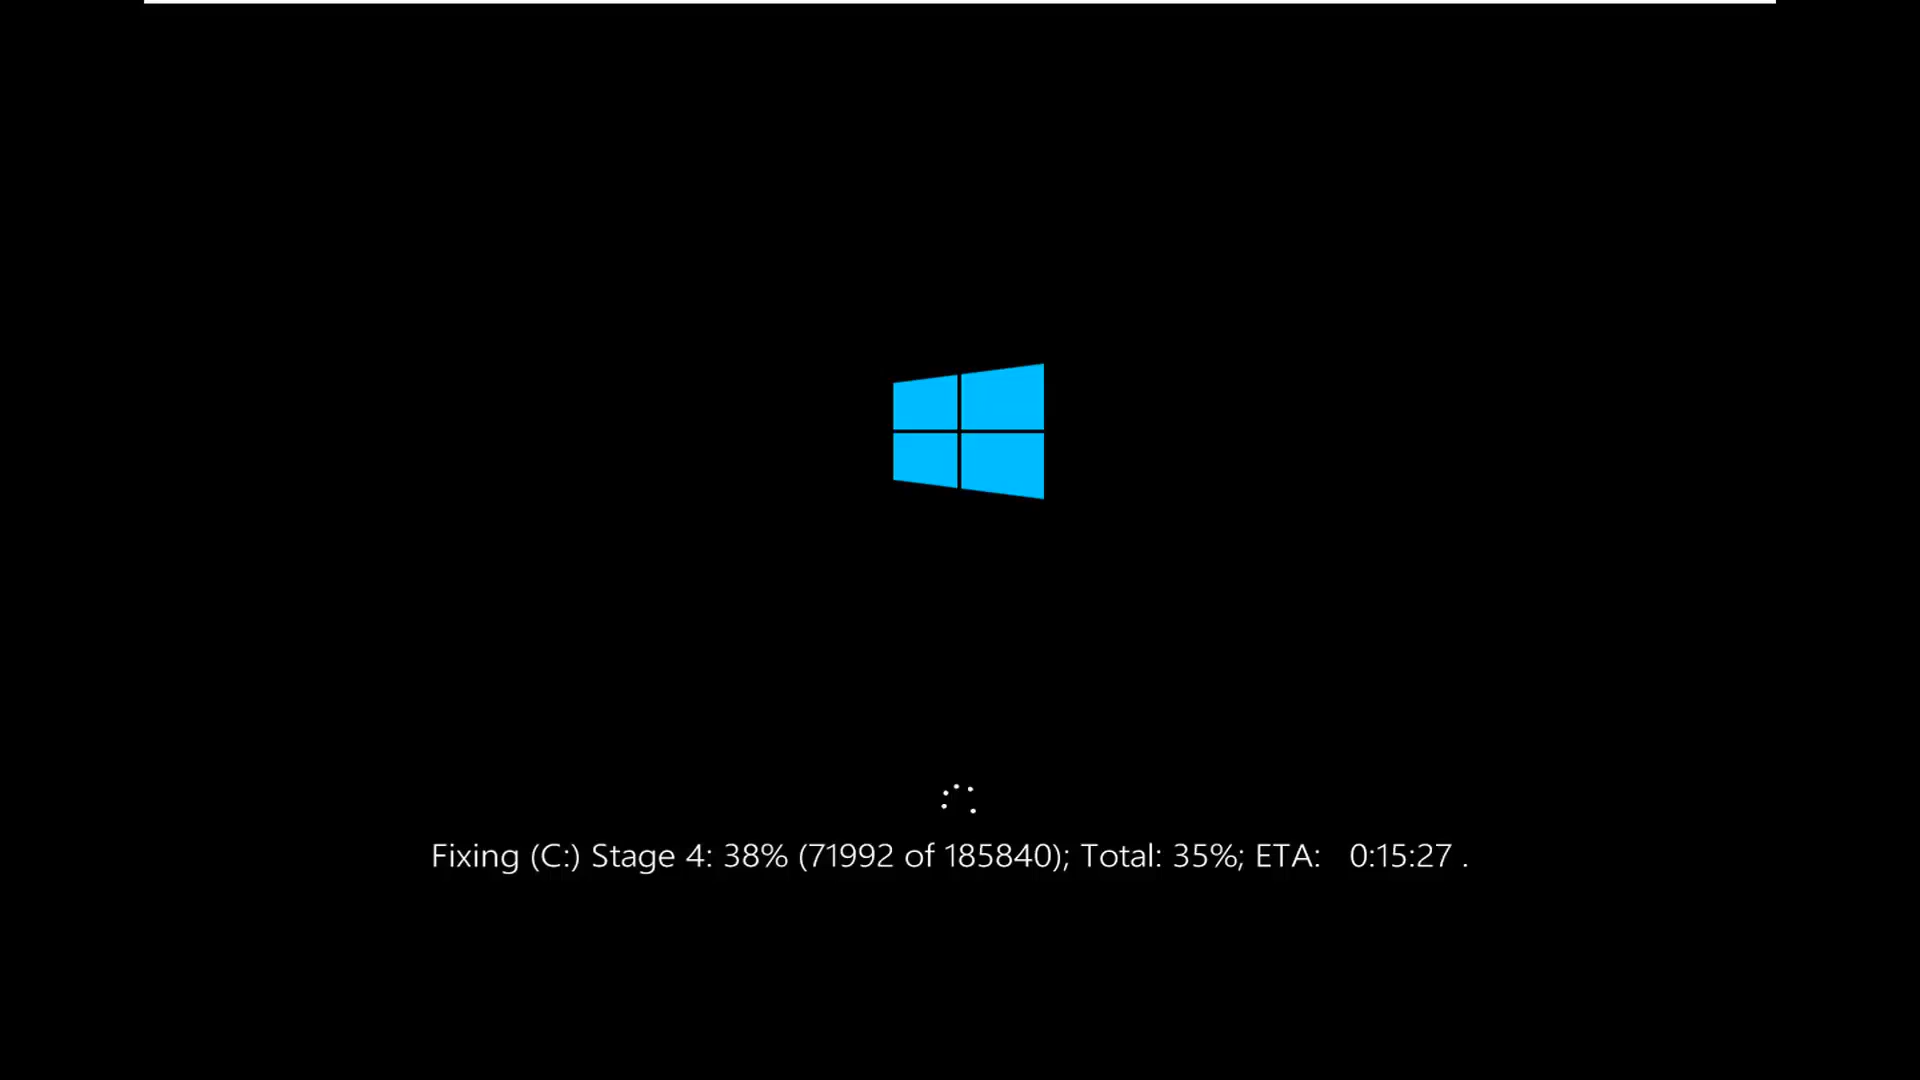 Fixing (C:) Stage 4: 38% (71992 of 185840); Total: 35%; ETA:   0:15:27 .